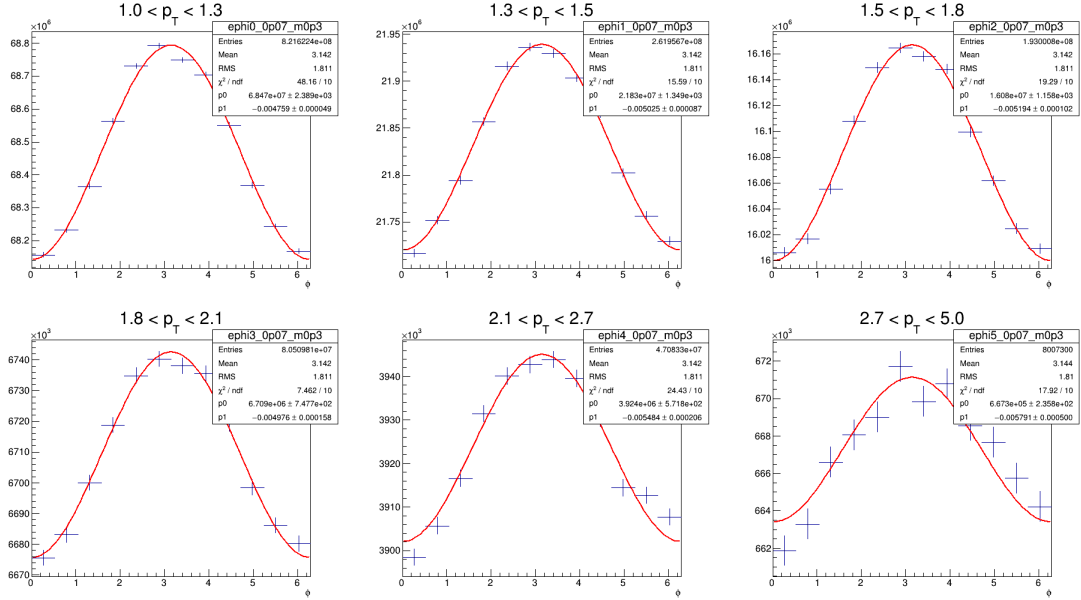 1.0 < p_T < 1.3
×10⁶
ephi0_0p07_m0p3
Entries 8.216224e+08
Mean 3.142
RMS 1.811
χ² / ndf 48.16 / 10
p0 6.847e+07 ± 2.389e+03
p1 −0.004759 ± 0.000049
68.8
68.7
68.6
68.5
68.4
68.3
68.2
0 1 2 3 4 5 6
φ
1.3 < p_T < 1.5
×10⁶
ephi1_0p07_m0p3
Entries 2.619567e+08
Mean 3.142
RMS 1.811
χ² / ndf 15.59 / 10
p0 2.183e+07 ± 1.349e+03
p1 −0.005025 ± 0.000087
21.95
21.9
21.85
21.8
21.75
0 1 2 3 4 5 6
φ
1.5 < p_T < 1.8
×10⁶
ephi2_0p07_m0p3
Entries 1.930008e+08
Mean 3.142
RMS 1.811
χ² / ndf 19.29 / 10
p0 1.608e+07 ± 1.158e+03
p1 −0.005194 ± 0.000102
16.16
16.14
16.12
16.1
16.08
16.06
16.04
16.02
16
0 1 2 3 4 5 6
φ
1.8 < p_T < 2.1
×10³
ephi3_0p07_m0p3
Entries 8.050981e+07
Mean 3.142
RMS 1.811
χ² / ndf 7.462 / 10
p0 6.709e+06 ± 7.477e+02
p1 −0.004976 ± 0.000158
6740
6730
6720
6710
6700
6690
6680
6670
0 1 2 3 4 5 6
φ
2.1 < p_T < 2.7
×10³
ephi4_0p07_m0p3
Entries 4.70833e+07
Mean 3.142
RMS 1.811
χ² / ndf 24.43 / 10
p0 3.924e+06 ± 5.718e+02
p1 −0.005484 ± 0.000206
3940
3930
3920
3910
3900
0 1 2 3 4 5 6
φ
2.7 < p_T < 5.0
×10³
ephi5_0p07_m0p3
Entries 8007300
Mean 3.144
RMS 1.81
χ² / ndf 17.92 / 10
p0 6.673e+05 ± 2.358e+02
p1 −0.005791 ± 0.000500
672
670
668
666
664
662
0 1 2 3 4 5 6
φ